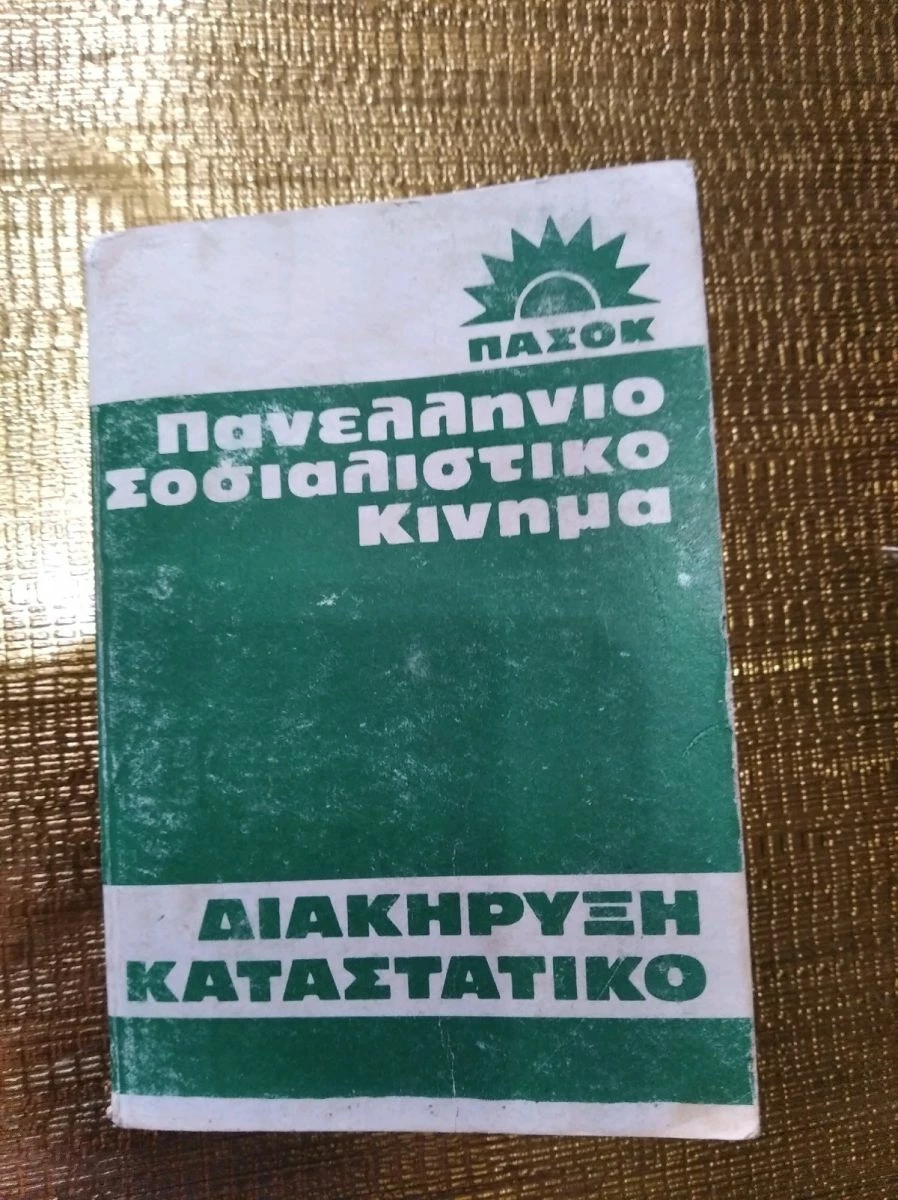 ΠΑΣΟΚ
Πανελληνιο
Σοσιαλιστικο
Κινημα
ΔΙΑΚΗΡΥΞΗ
ΚΑΤΑΣΤΑΤΙΚΟ